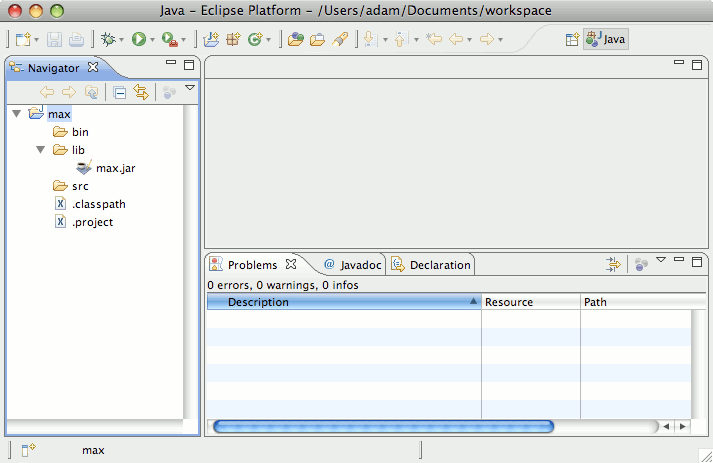 Java – Eclipse Platform – /Users/adam/Documents/workspace
Java
Navigator
max
bin
lib
max.jar
src
.classpath
.project
Problems @ Javadoc Declaration
0 errors, 0 warnings, 0 infos
Description Resource Path
max